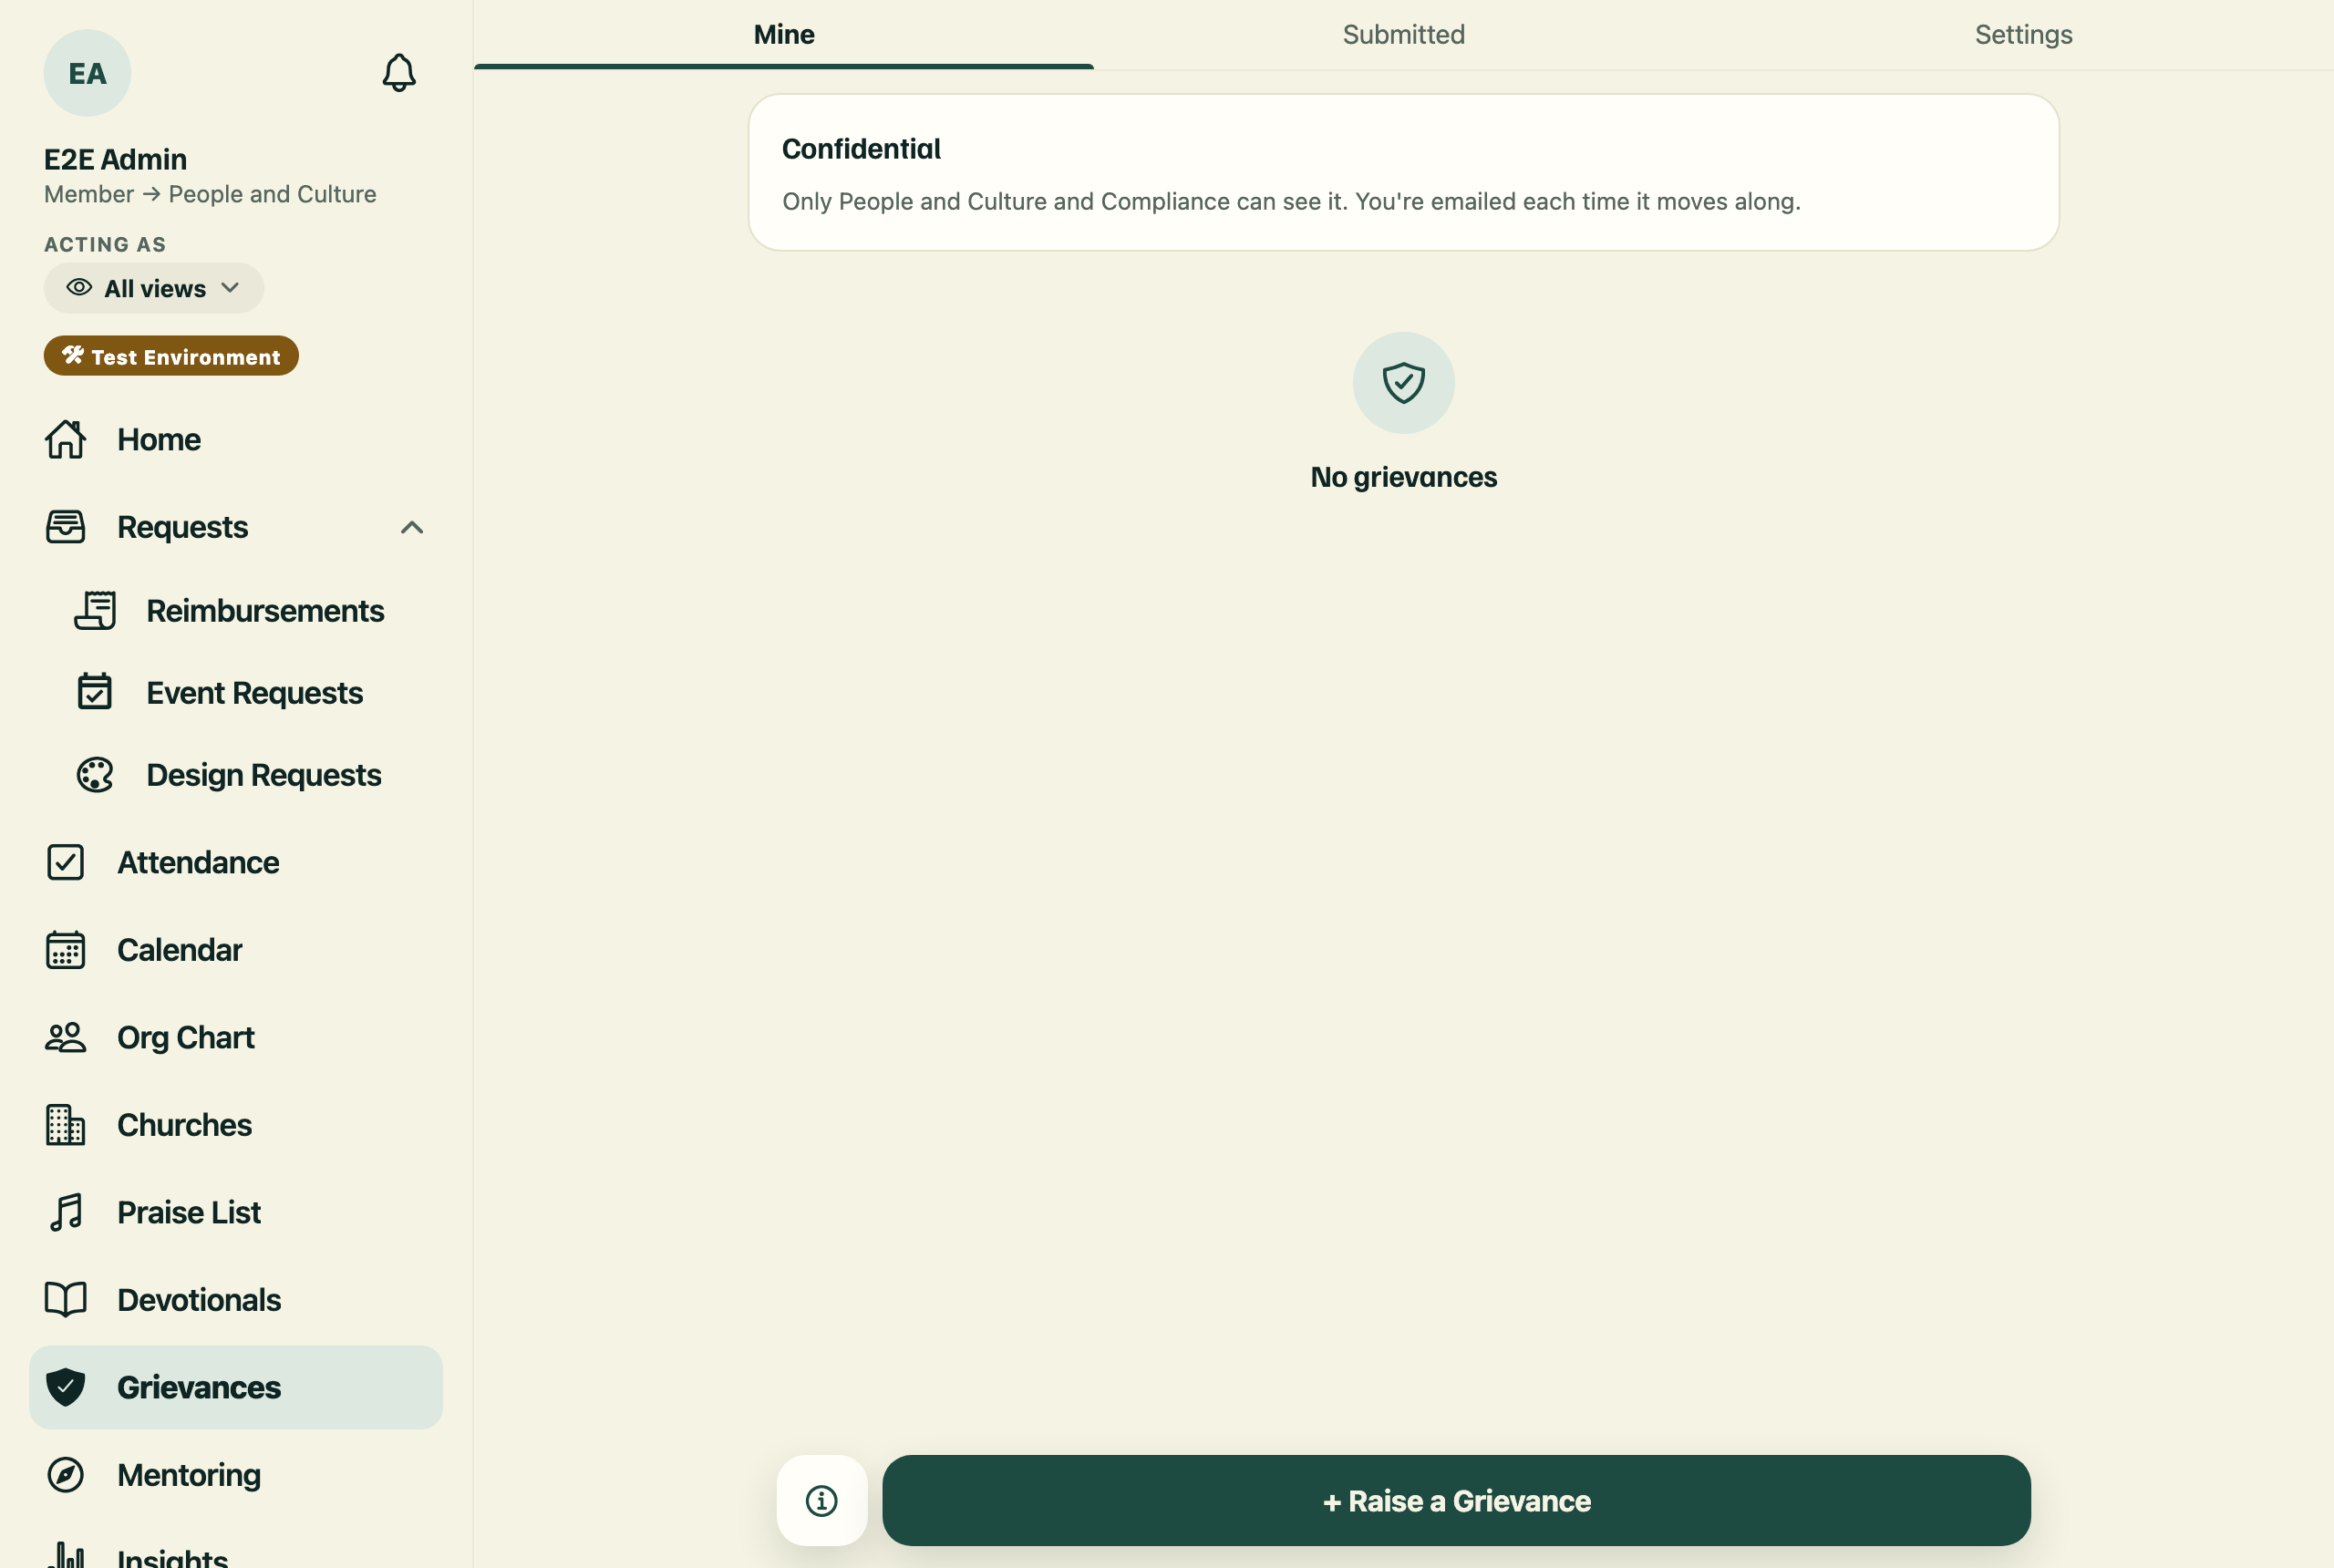 EA
E2E Admin
Member → People and Culture
ACTING AS
All views
🛠 Test Environment
Home
Requests
Reimbursements
Event Requests
Design Requests
Attendance
Calendar
Org Chart
Churches
Praise List
Devotionals
Grievances
Mentoring
Insights
Mine
Submitted
Settings
Confidential
Only People and Culture and Compliance can see it. You're emailed each time it moves along.
No grievances
+ Raise a Grievance